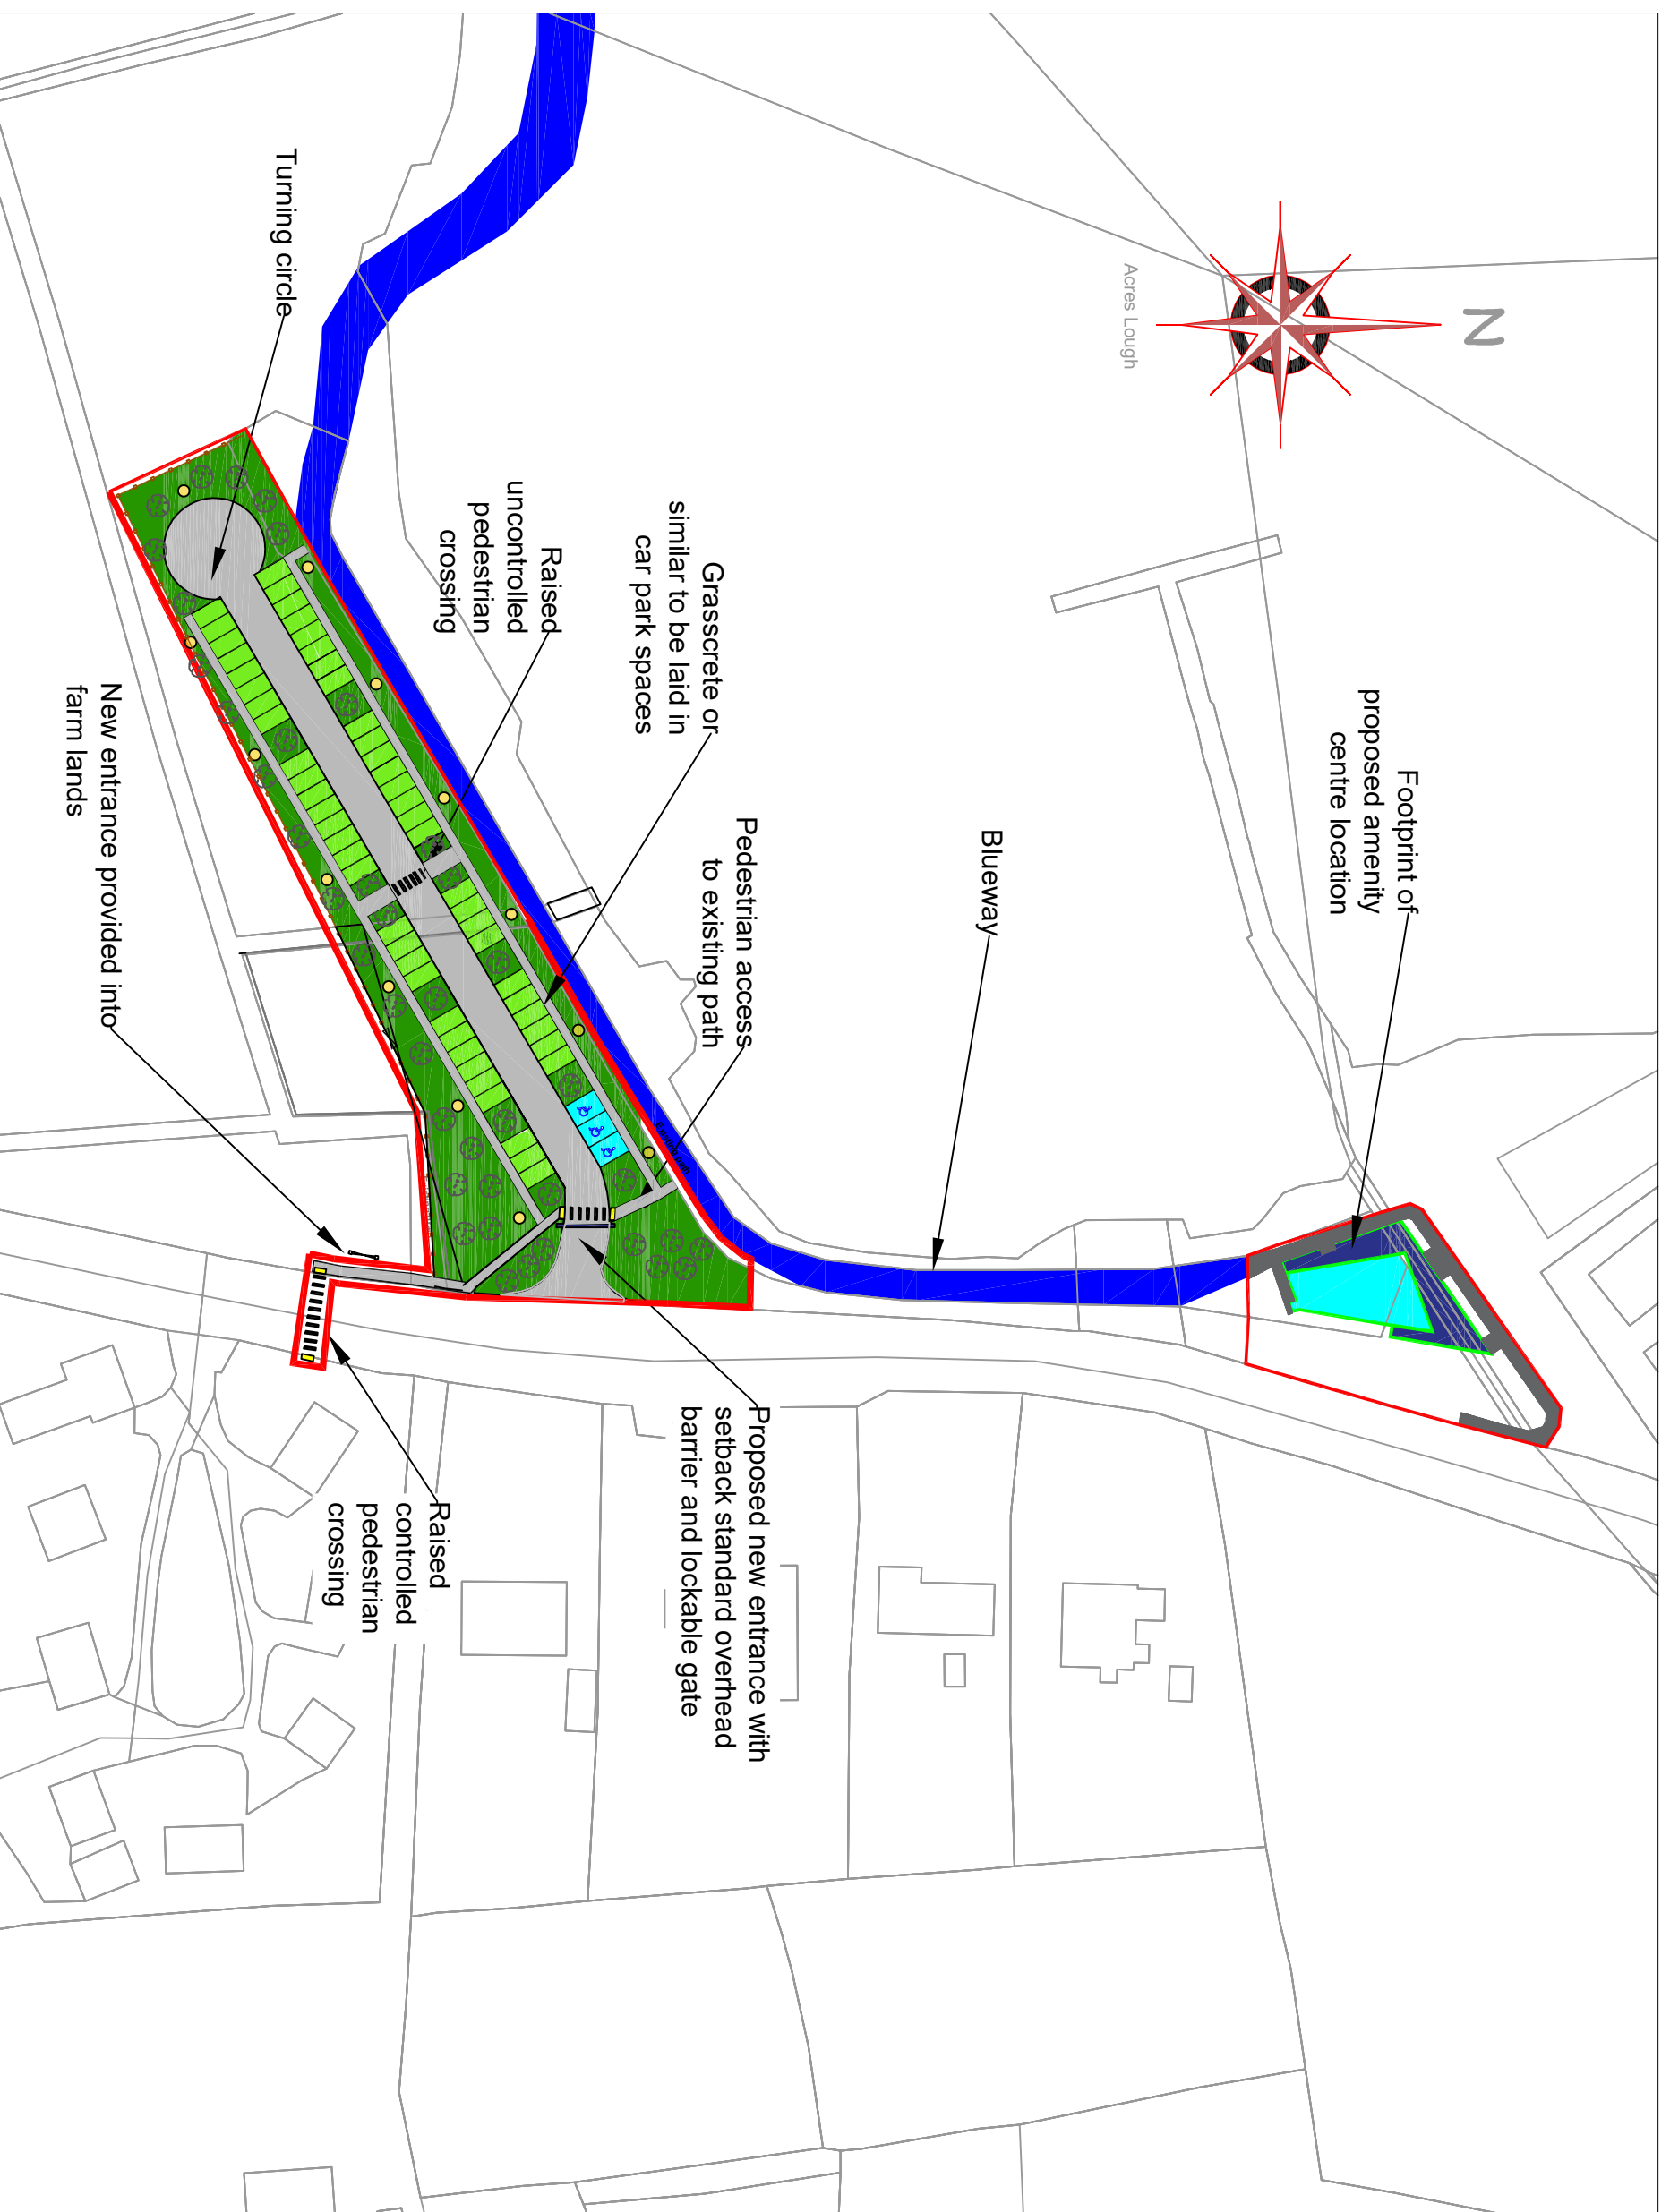 N
Acres Lough
Footprint of
proposed amenity
centre location
Blueway
Pedestrian access
to existing path
Grasscrete or
similar to be laid in
car park spaces
Raised
uncontrolled
pedestrian
crossing
Turning circle
New entrance provided into
farm lands
Proposed new entrance with
setback standard overhead
barrier and lockable gate
Raised
controlled
pedestrian
crossing